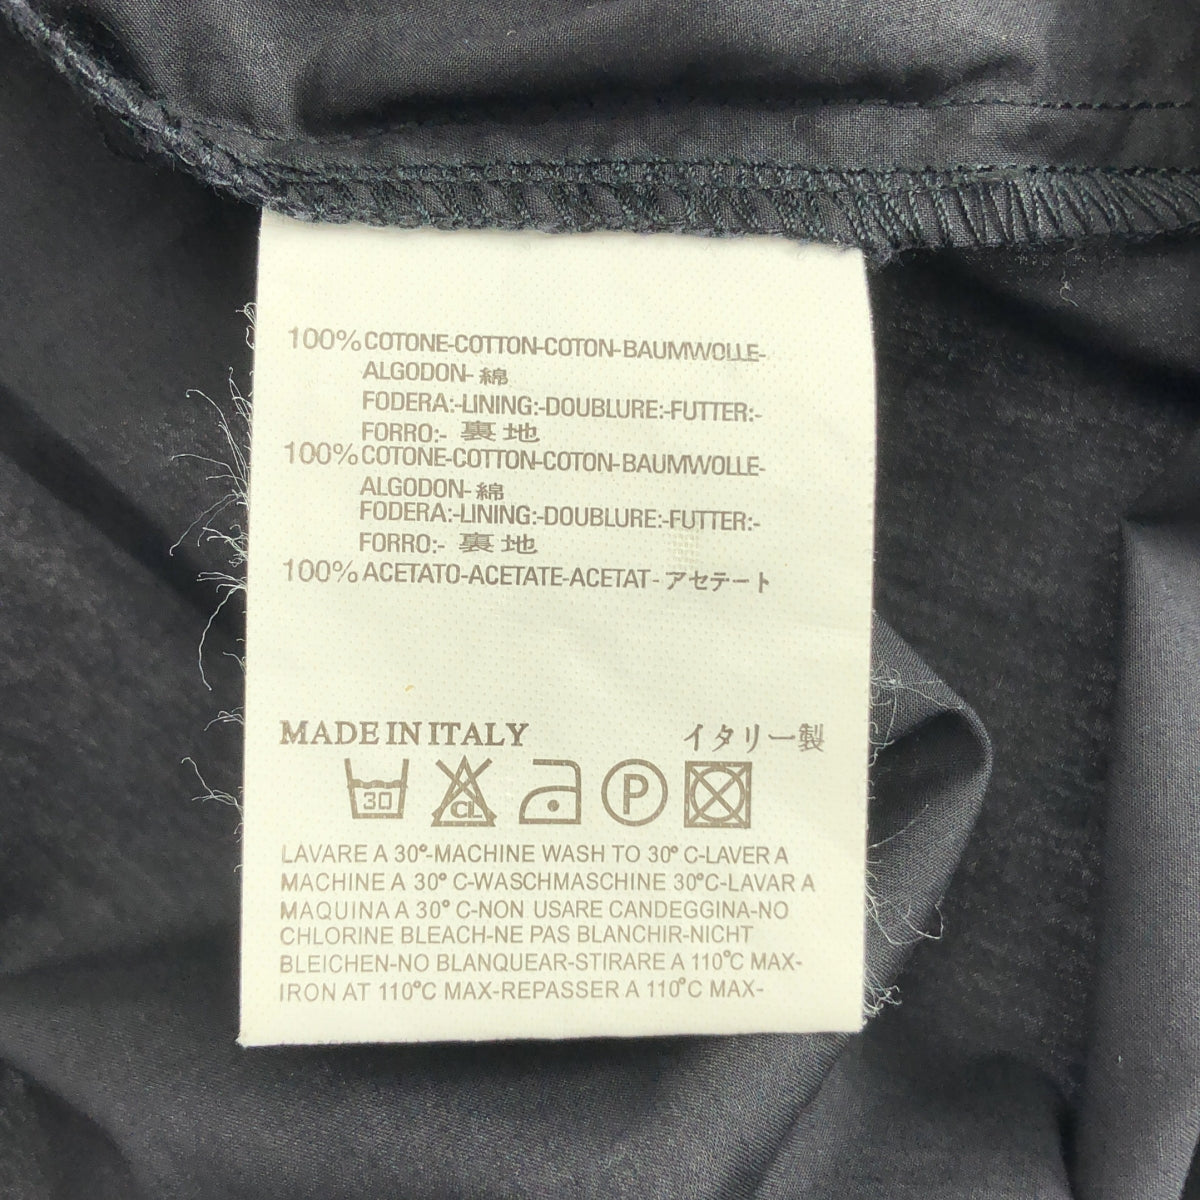 100% COTONE-COTTON-COTON-BAUMWOLLE-
ALGODON- 綿
FODERA:-LINING:-DOUBLURE:-FUTTER:-
FORRO:- 裏地
100% COTONE-COTTON-COTON-BAUMWOLLE-
ALGODON- 綿
FODERA:-LINING:-DOUBLURE:-FUTTER:-
FORRO:- 裏地
100% ACETATO-ACETATE-ACETAT- アセテート
MADE IN ITALY イタリー製
30 CL P
LAVARE A 30°-MACHINE WASH TO 30° C-LAVER A
MACHINE A 30° C-WASCHMASCHINE 30°C-LAVAR A
MAQUINA A 30° C-NON USARE CANDEGGINA-NO
CHLORINE BLEACH-NE PAS BLANCHIR-NICHT
BLEICHEN-NO BLANQUEAR-STIRARE A 110°C MAX-
IRON AT 110°C MAX-REPASSER A 110°C MAX-